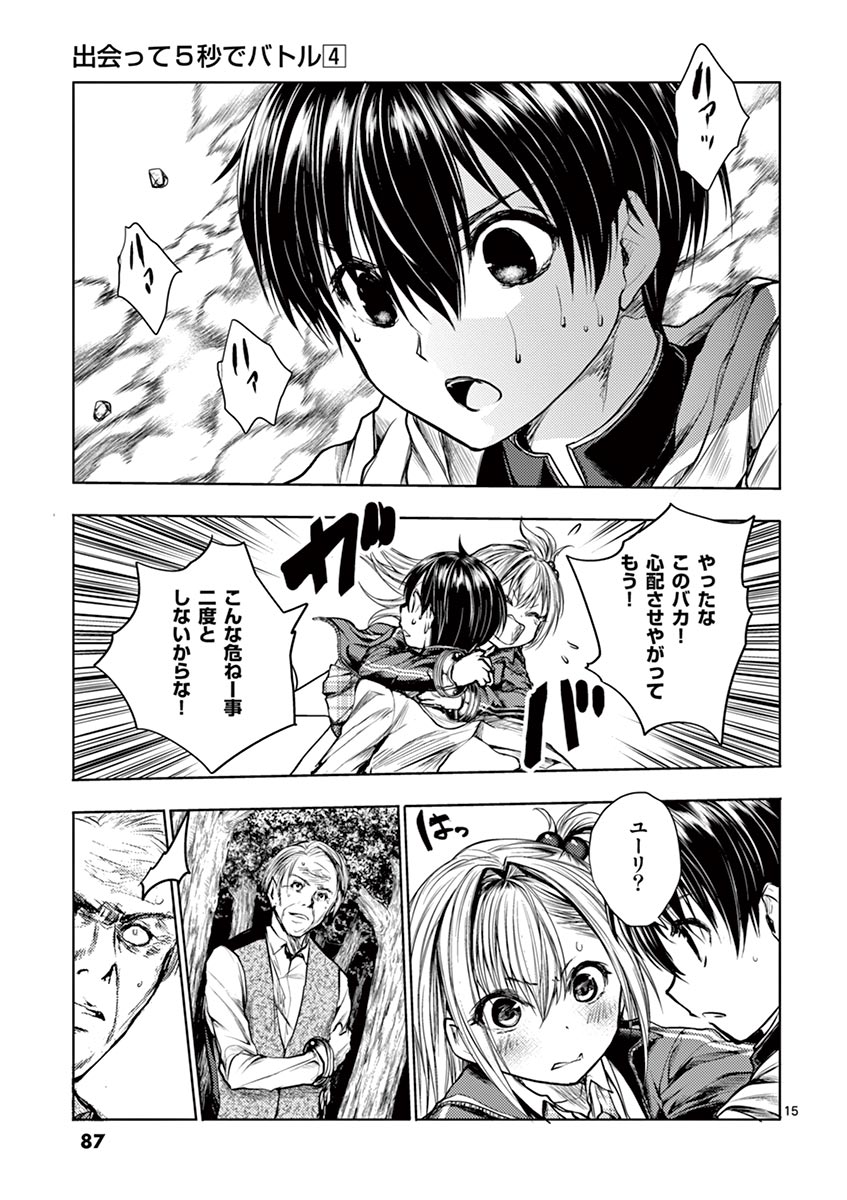 出会って5秒でバトル4
ハァッ
ハッ
ハァ
やったな
このバカ！
心配させやがって
もう！
ガバ
こんな危ねー事
二度と
しないからな！
ユーリ？
はっ
15
87